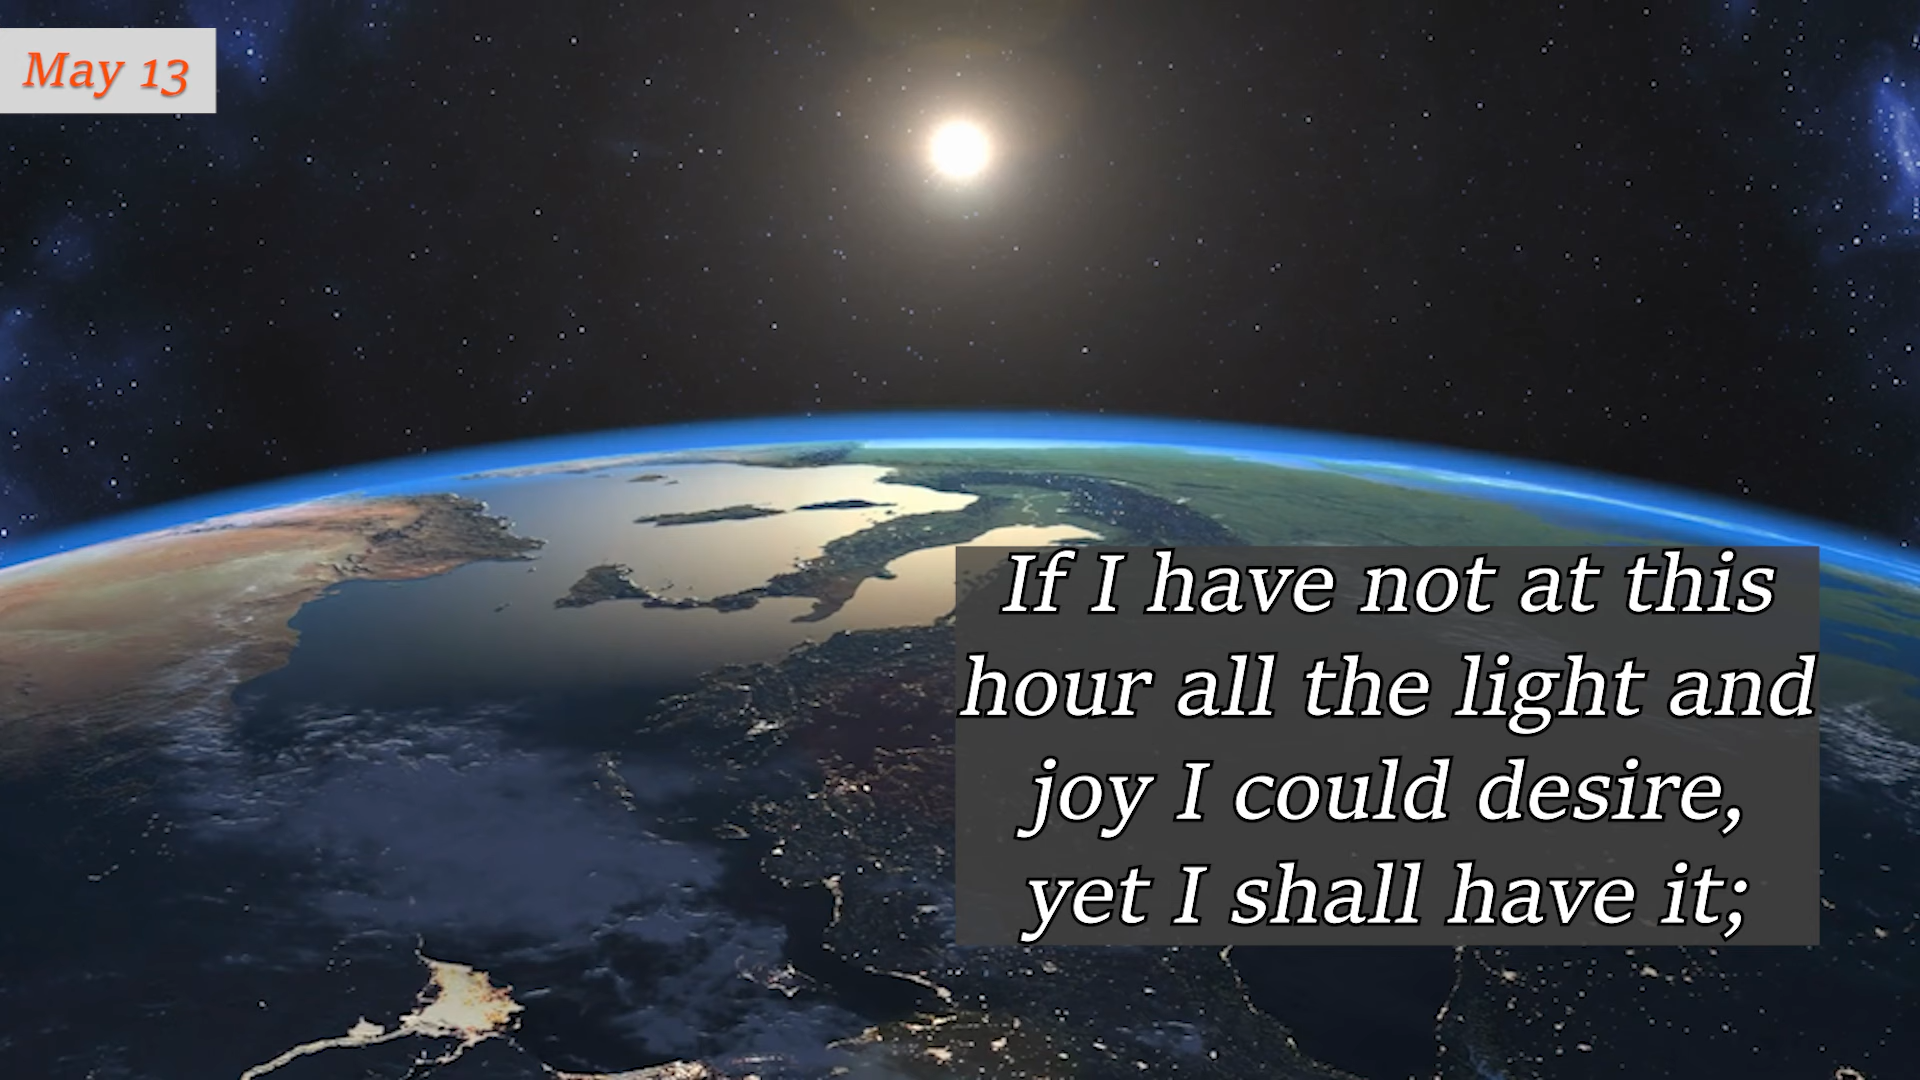 May 13
If I have not at this
hour all the light and
joy I could desire,
yet I shall have it;